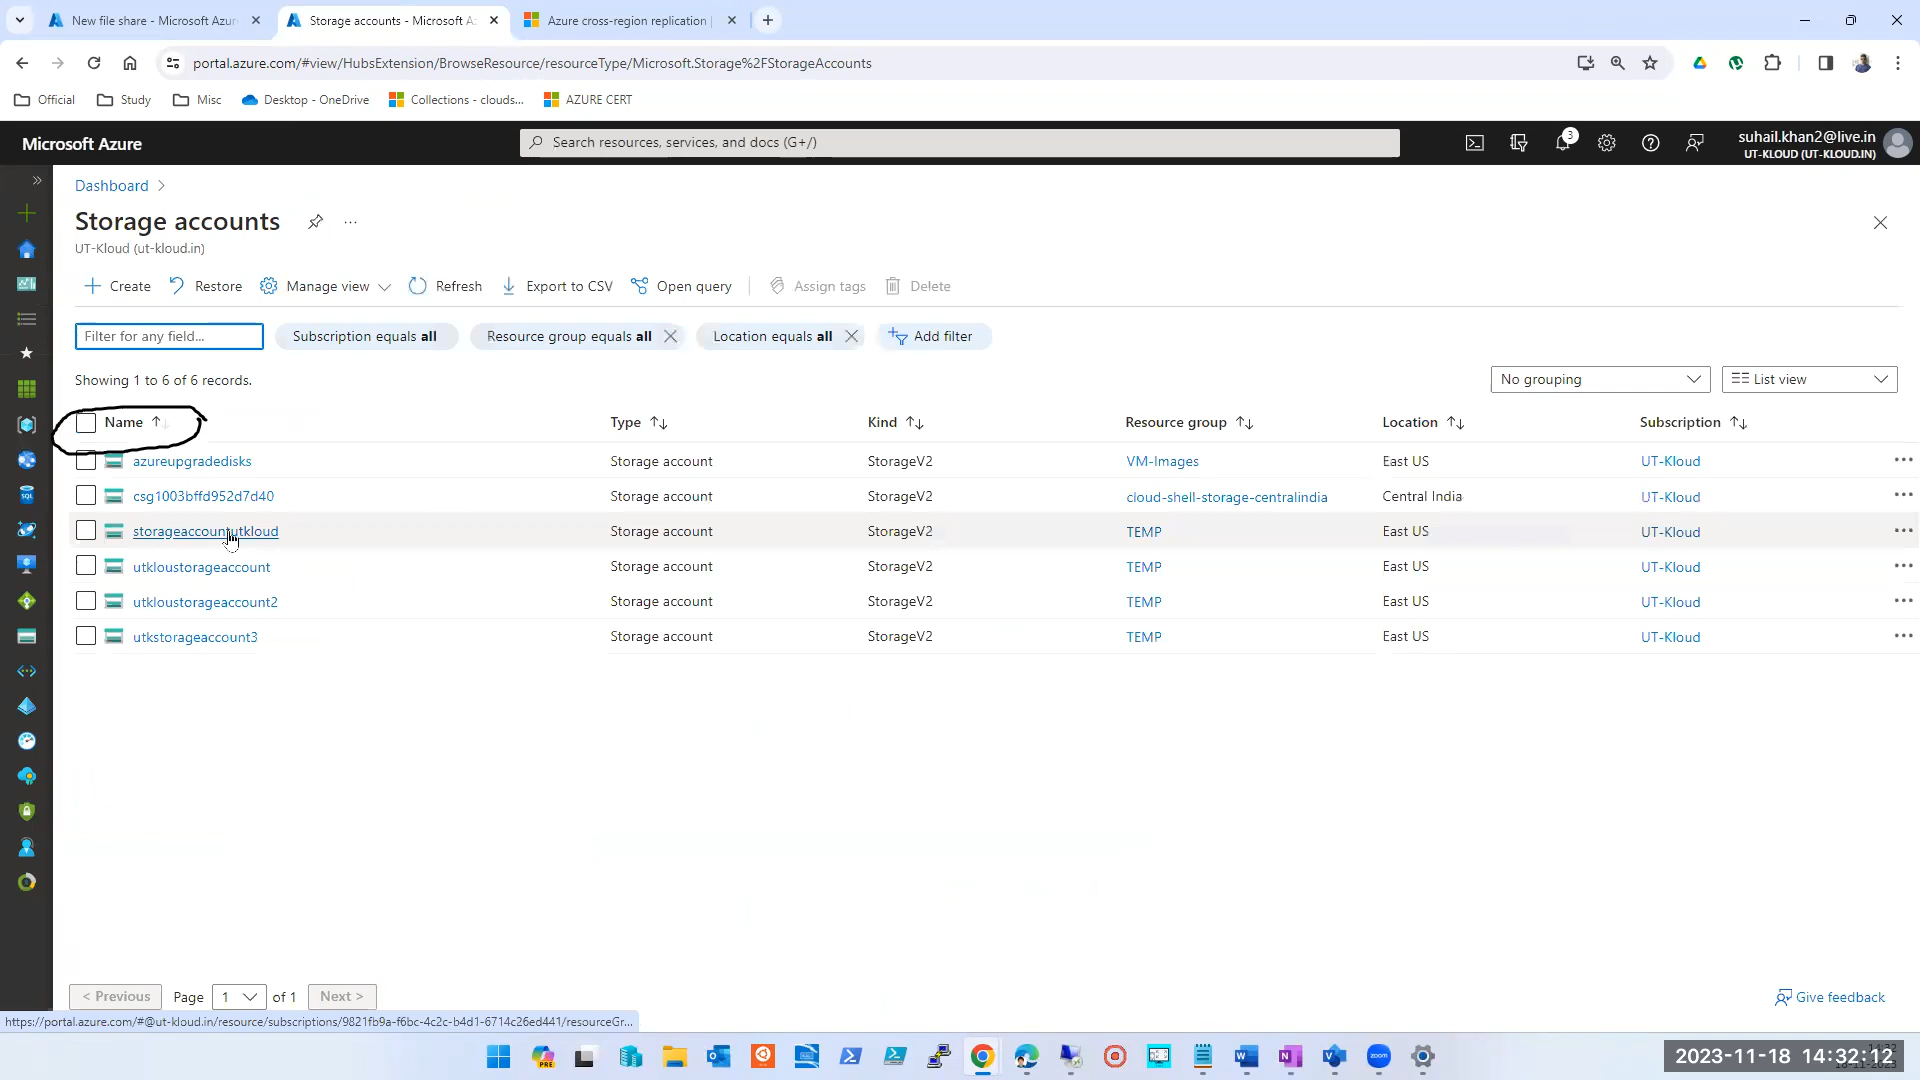 New file share - Microsoft Azur
Storage accounts - Microsoft A
Azure cross-region replication |
portal.azure.com/#view/HubsExtension/BrowseResource/resourceType/Microsoft.Storage%2FStorageAccounts
Official
Study
Misc
Desktop - OneDrive
Collections - clouds...
AZURE CERT
Microsoft Azure
Search resources, services, and docs (G+/)
3
suhail.khan2@live.in
UT-KLOUD (UT-KLOUD.IN)
Dashboard
Storage accounts
UT-Kloud (ut-kloud.in)
Create
Restore
Manage view
Refresh
Export to CSV
Open query
Assign tags
Delete
Filter for any field...
Subscription equals all
Resource group equals all
Location equals all
Add filter
Showing 1 to 6 of 6 records.
No grouping
List view
Name Type Kind Resource group Location Subscription
azureupgradedisks Storage account StorageV2 VM-Images East US UT-Kloud
csg1003bffd952d7d40 Storage account StorageV2 cloud-shell-storage-centralindia Central India UT-Kloud
storageaccountutkloud Storage account StorageV2 TEMP East US UT-Kloud
utkloustorageaccount Storage account StorageV2 TEMP East US UT-Kloud
utkloustorageaccount2 Storage account StorageV2 TEMP East US UT-Kloud
utkstorageaccount3 Storage account StorageV2 TEMP East US UT-Kloud
< Previous Page 1 of 1 Next >
Give feedback
https://portal.azure.com/#@ut-kloud.in/resource/subscriptions/9821fb9a-f6bc-4c2c-b4d1-6714c26ed441/resourceGr...
PRE
zoom
2023-11-18 14:32:12